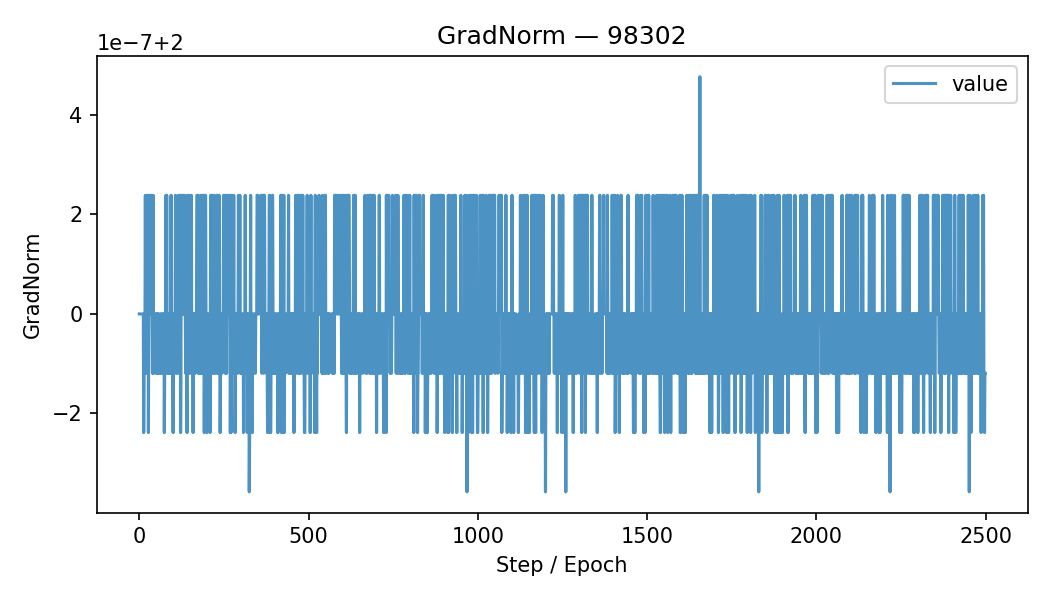 GradNorm — 98302
1e−7+2
value
4
2
0
−2
GradNorm
0 500 1000 1500 2000 2500
Step / Epoch